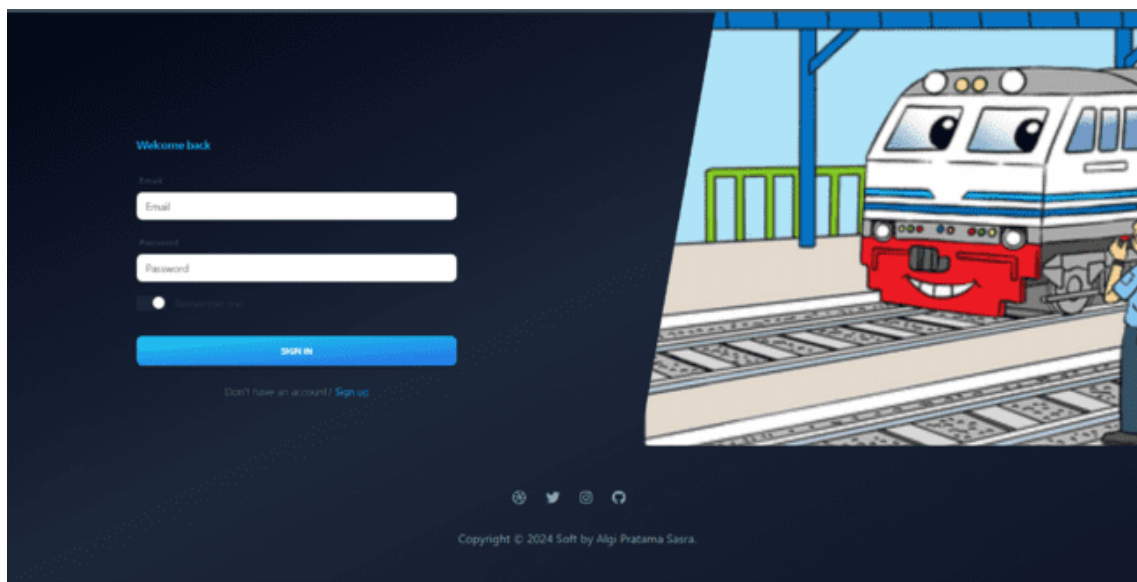 Welcome back
Email
Email
Password
Password
Remember me
SIGN IN
Don't have an account? Sign up
Copyright © 2024 Soft by Algi Pratama Sasra.